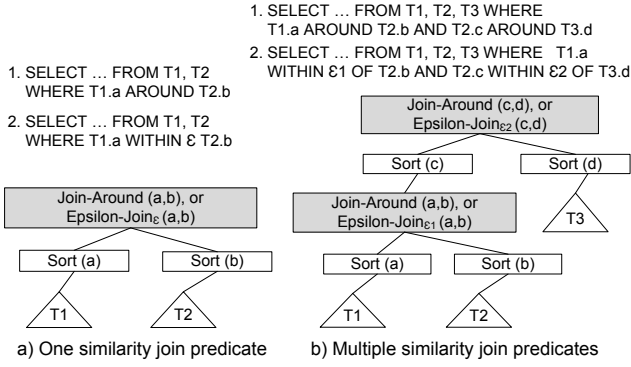 1. SELECT … FROM T1, T2
WHERE T1.a AROUND T2.b
2. SELECT … FROM T1, T2
WHERE T1.a WITHIN Ɛ T2.b
Join-Around (a,b), or
Epsilon-Joinε (a,b)
Sort (a)
Sort (b)
T1
T2
a) One similarity join predicate
1. SELECT … FROM T1, T2, T3 WHERE
T1.a AROUND T2.b AND T2.c AROUND T3.d
2. SELECT … FROM T1, T2, T3 WHERE T1.a
WITHIN Ɛ1 OF T2.b AND T2.c WITHIN Ɛ2 OF T3.d
Join-Around (c,d), or
Epsilon-Joinε2 (c,d)
Sort (c)
Sort (d)
Join-Around (a,b), or
Epsilon-Joinε1 (a,b)
T3
Sort (a)
Sort (b)
T1
T2
b) Multiple similarity join predicates